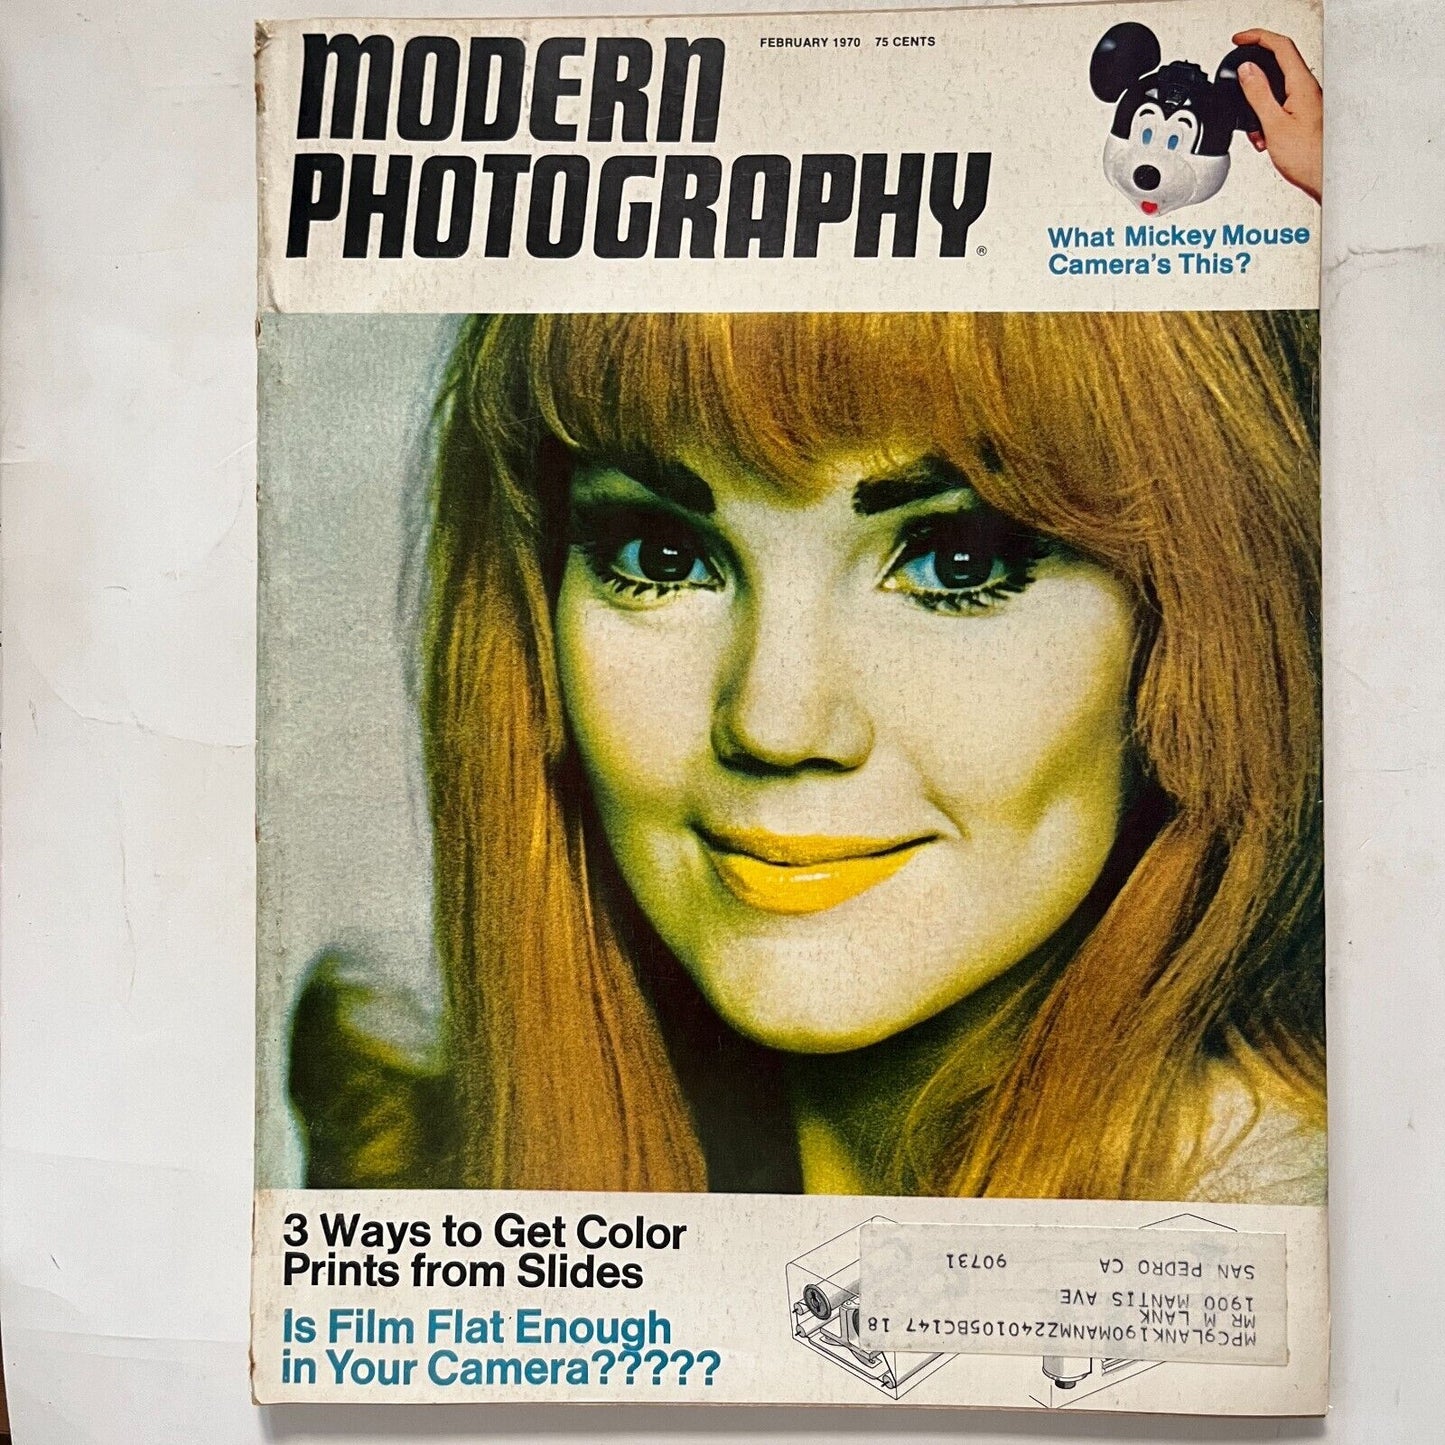 MODERN
PHOTOGRAPHY®
FEBRUARY 1970 75 CENTS
What Mickey Mouse
Camera's This?
3 Ways to Get Color
Prints from Slides
Is Film Flat Enough
in Your Camera?????
MPC9LANK190MANMZ240105BC147 18
MR M LANK
1900 MANTIS AVE
SAN PEDRO CA 90731